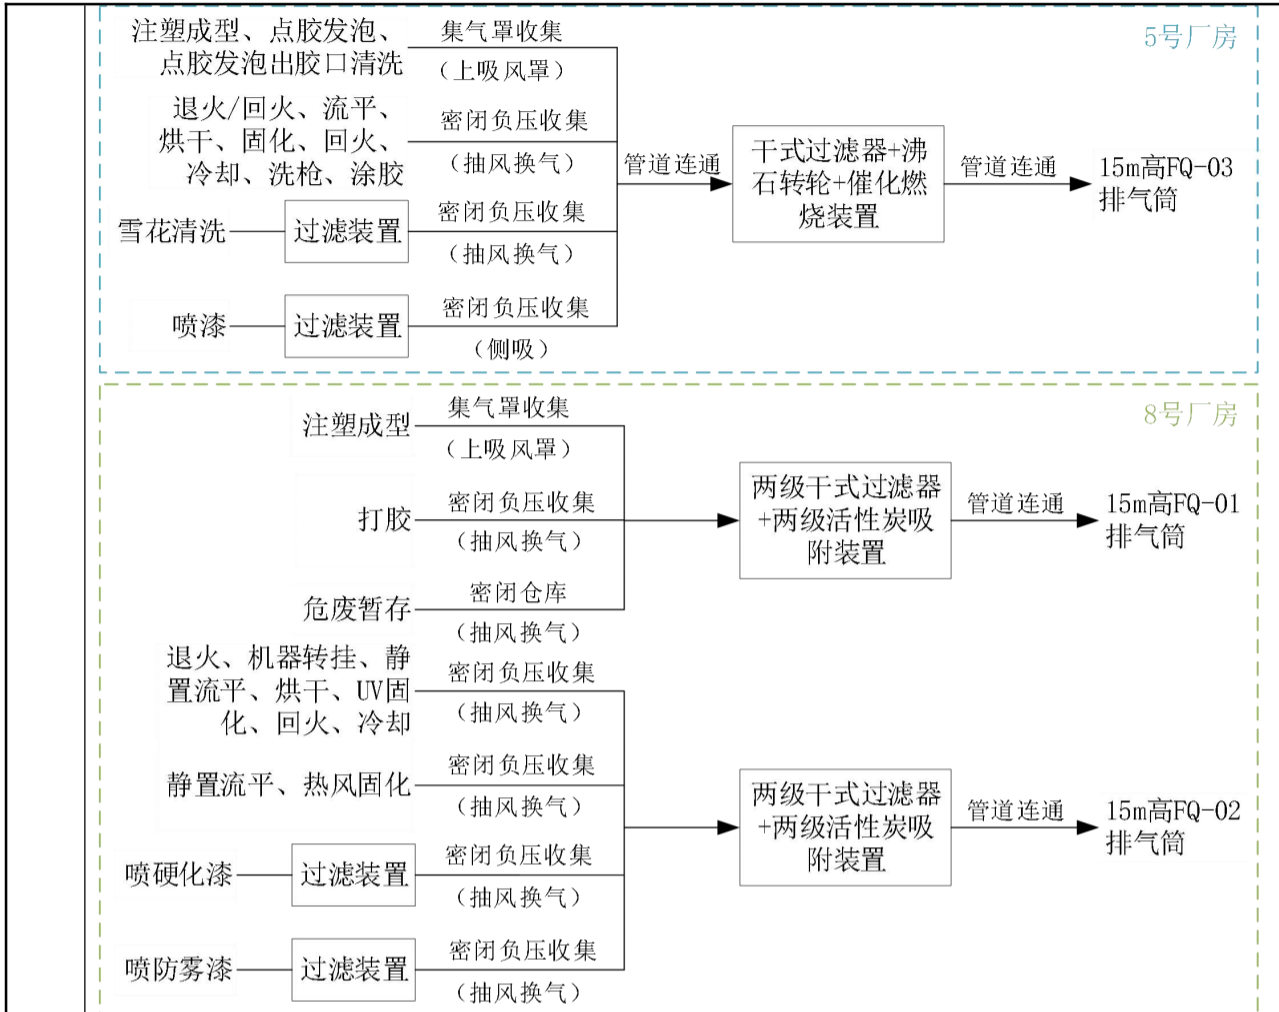 5号厂房
注塑成型、点胶发泡、
点胶发泡出胶口清洗
集气罩收集
（上吸风罩）
退火/回火、流平、
烘干、固化、回火、
冷却、洗枪、涂胶
密闭负压收集
（抽风换气）
管道连通
干式过滤器+沸
石转轮+催化燃
烧装置
管道连通
15m高FQ-03
排气筒
雪花清洗
过滤装置
密闭负压收集
（抽风换气）
喷漆
过滤装置
密闭负压收集
（侧吸）
8号厂房
注塑成型
集气罩收集
（上吸风罩）
打胶
密闭负压收集
（抽风换气）
两级干式过滤器
+两级活性炭吸
附装置
管道连通
15m高FQ-01
排气筒
危废暂存
密闭仓库
（抽风换气）
退火、机器转挂、静
置流平、烘干、UV固
化、回火、冷却
密闭负压收集
（抽风换气）
静置流平、热风固化
密闭负压收集
（抽风换气）
两级干式过滤器
+两级活性炭吸
附装置
管道连通
15m高FQ-02
排气筒
喷硬化漆
过滤装置
密闭负压收集
（抽风换气）
喷防雾漆
过滤装置
密闭负压收集
（抽风换气）